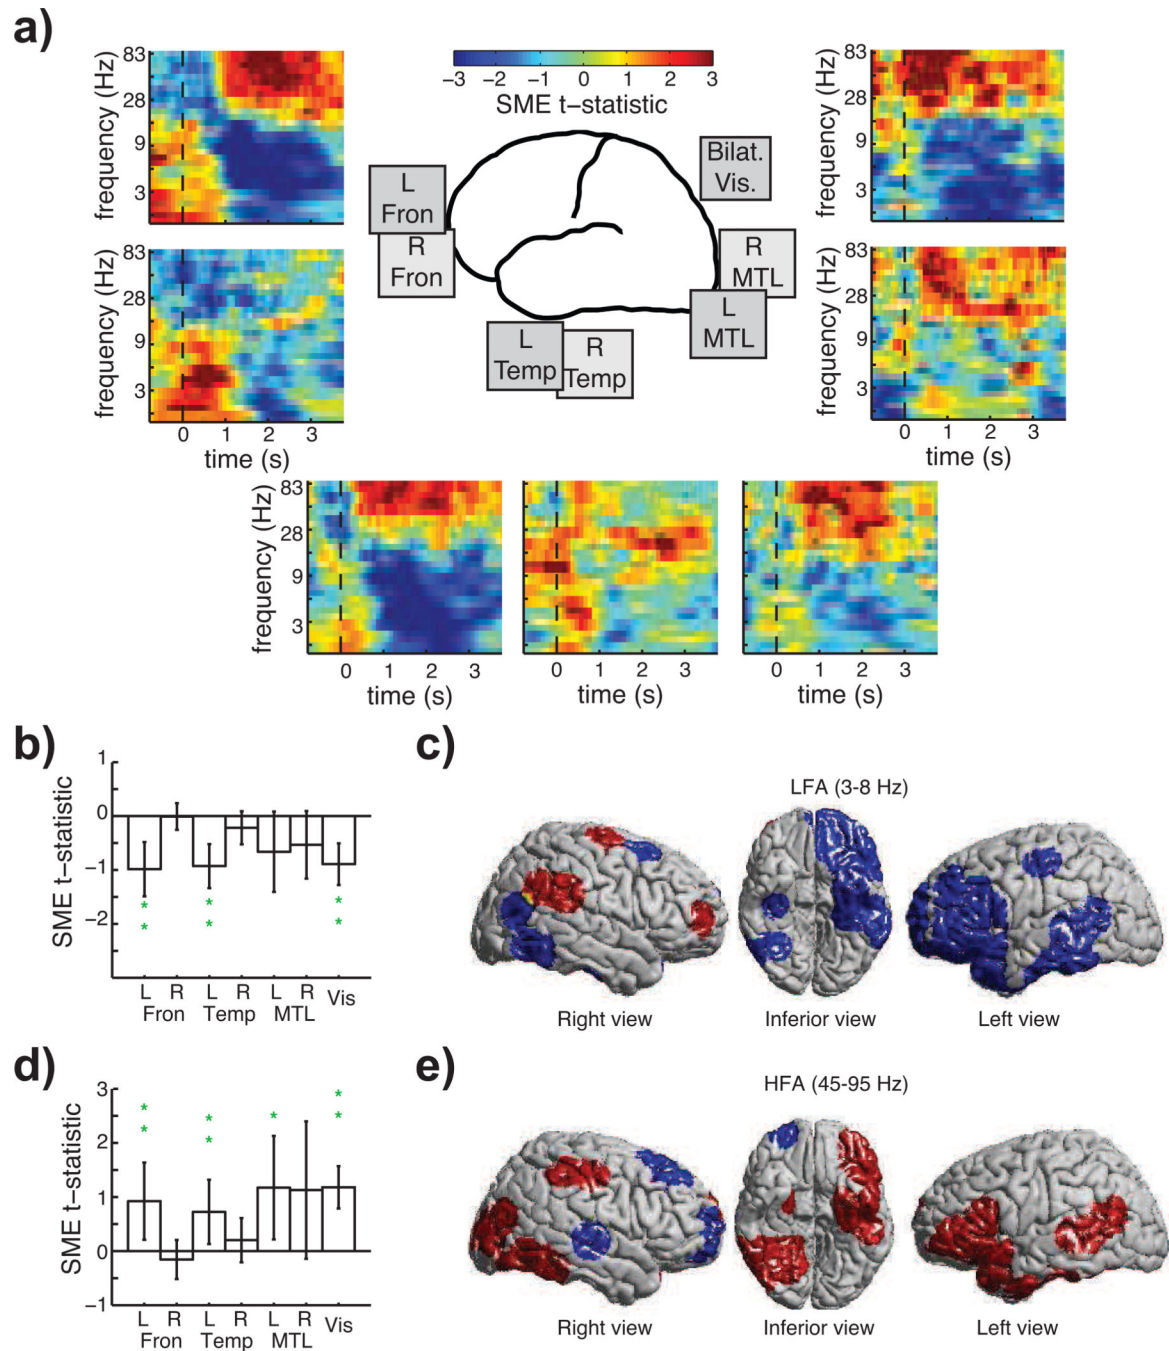 a)
83
28
9
3
frequency (Hz)
−3 −2 −1 0 1 2 3
SME t−statistic
83
28
9
3
frequency (Hz)
L
Fron
R
Fron
Bilat.
Vis.
R
MTL
L
MTL
L
Temp
R
Temp
83
28
9
3
frequency (Hz)
0 1 2 3
time (s)
83
28
9
3
frequency (Hz)
0 1 2 3
time (s)
83
28
9
3
frequency (Hz)
0 1 2 3
time (s)
0 1 2 3
time (s)
0 1 2 3
time (s)
b)
1
0
−1
−2
SME t−statistic
* * *
* * *
L R L R L R Vis
Fron Temp MTL
c)
LFA (3-8 Hz)
Right view
Inferior view
Left view
d)
3
2
1
0
−1
SME t−statistic
* * * *
* * *
L R L R L R Vis
Fron Temp MTL
e)
HFA (45-95 Hz)
Right view
Inferior view
Left view